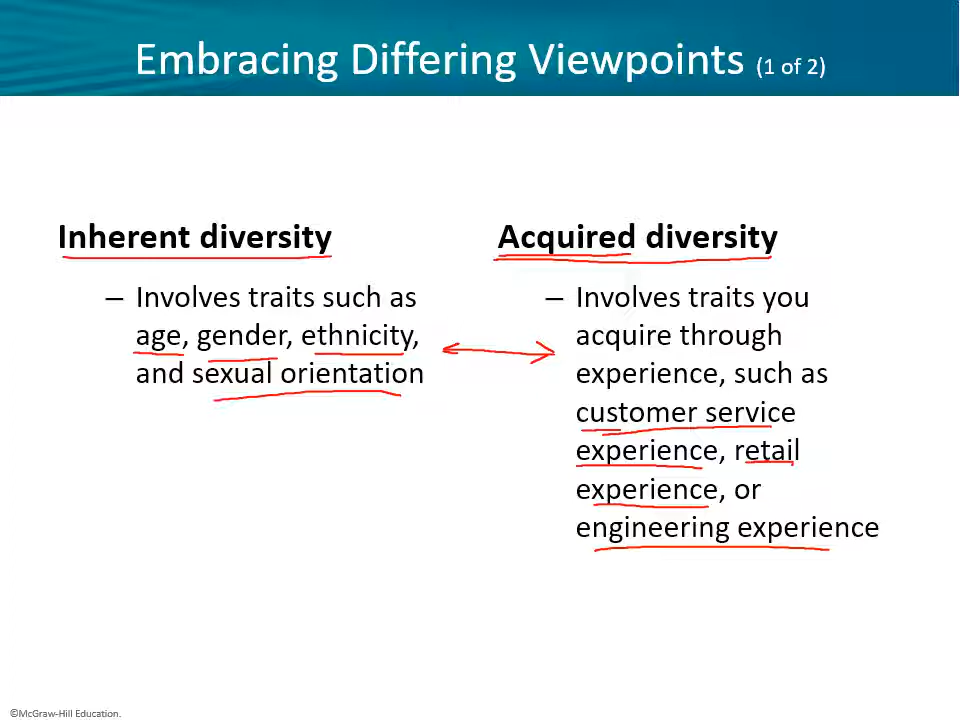 Embracing Differing Viewpoints (1 of 2)
Inherent diversity
– Involves traits such as
age, gender, ethnicity,
and sexual orientation
Acquired diversity
– Involves traits you
acquire through
experience, such as
customer service
experience, retail
experience, or
engineering experience
©McGraw-Hill Education.